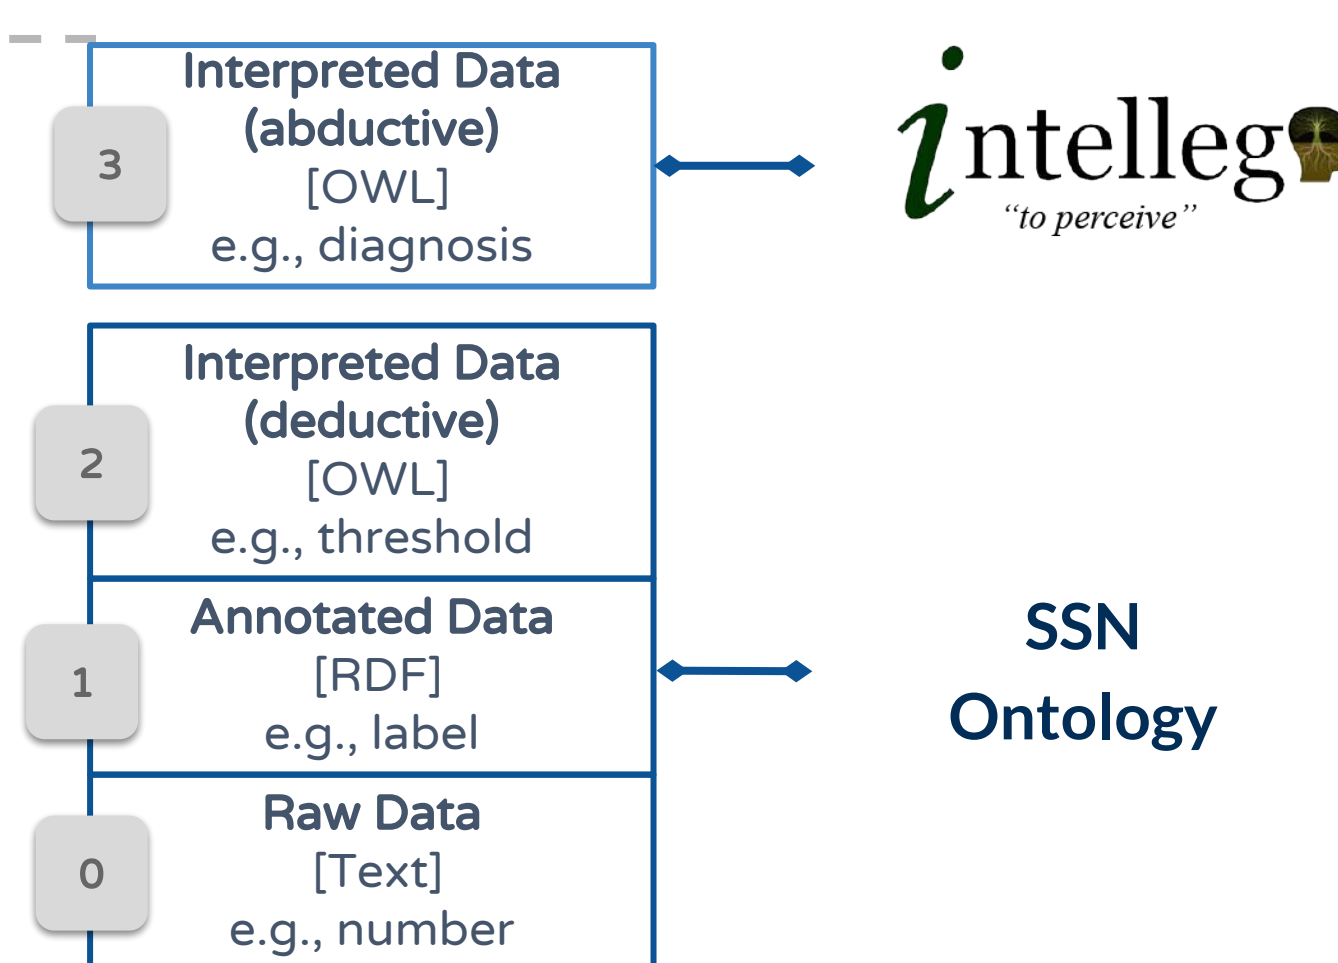 Interpreted Data
(abductive)
[OWL]
e.g., diagnosis
3
intellego
“to perceive”
Interpreted Data
(deductive)
[OWL]
e.g., threshold
2
Annotated Data
[RDF]
e.g., label
1
SSN
Ontology
Raw Data
[Text]
e.g., number
0